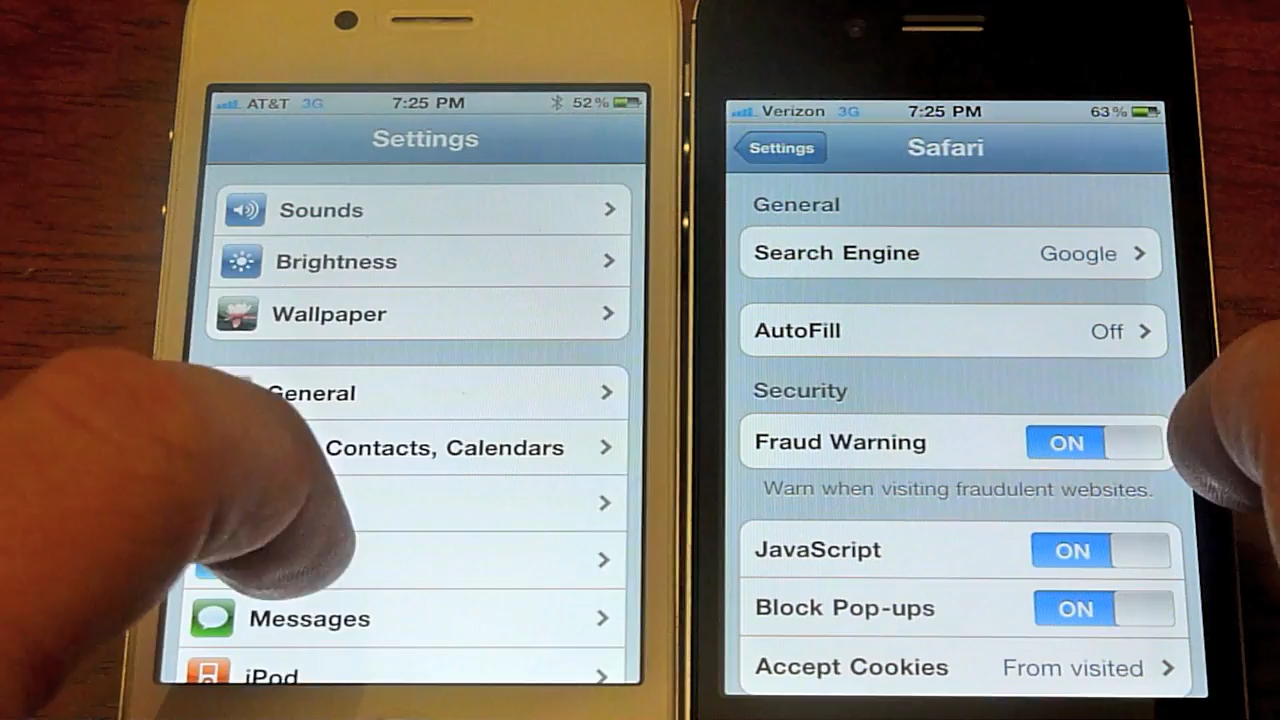 AT&T 3G 7:25 PM 52%
Settings
Sounds
Brightness
Wallpaper
General
Contacts, Calendars
Messages
iPod
Verizon 3G 7:25 PM 63%
Settings Safari
General
Search Engine Google
AutoFill Off
Security
Fraud Warning ON
Warn when visiting fraudulent websites.
JavaScript ON
Block Pop-ups ON
Accept Cookies From visited